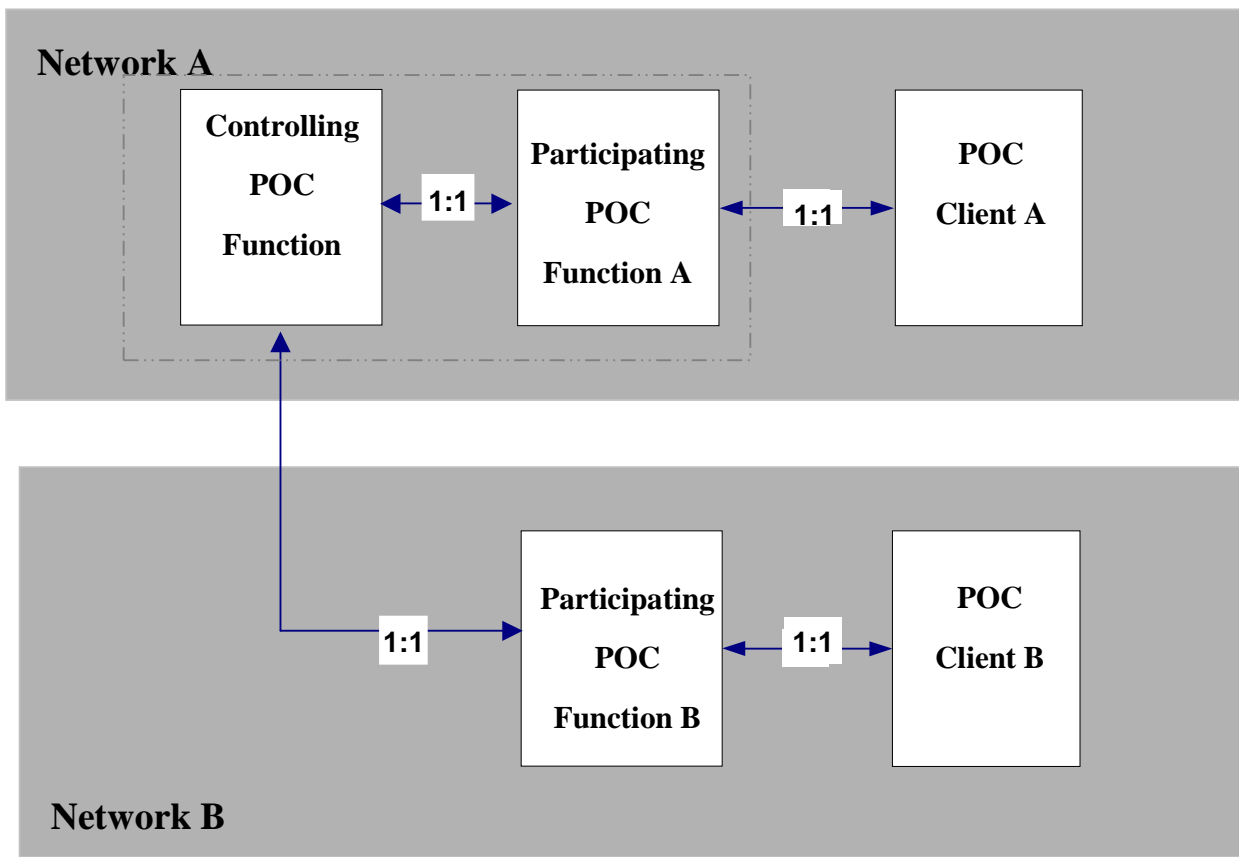 Network A
Controlling
POC
Function
1:1
Participating
POC
Function A
1:1
POC
Client A
1:1
Participating
POC
Function B
1:1
POC
Client B
Network B